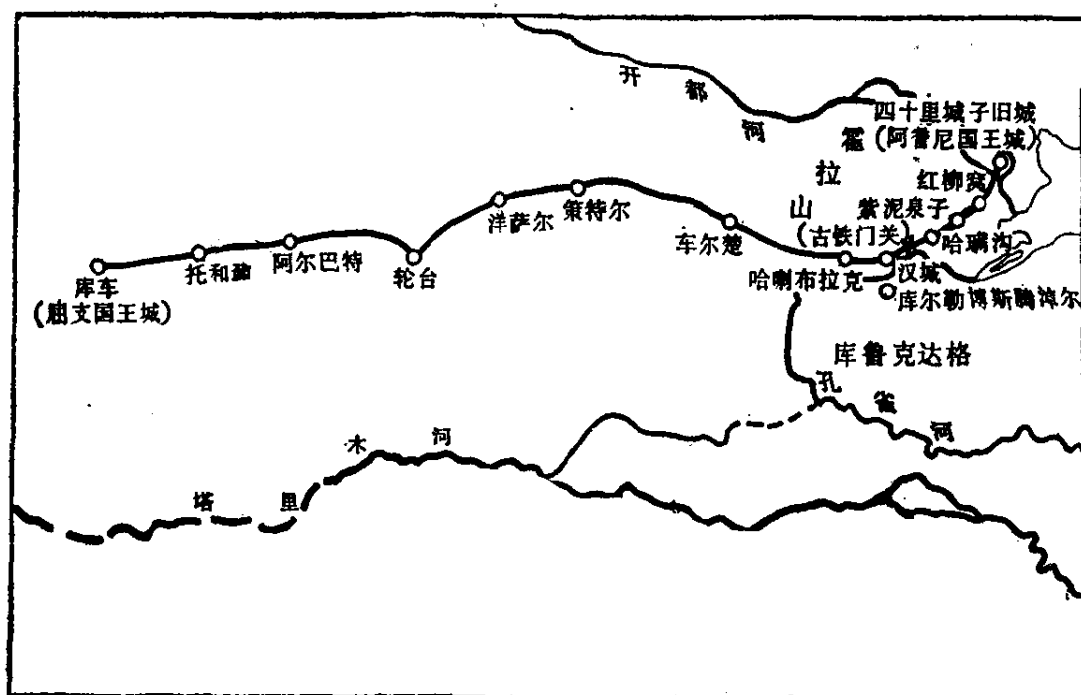 开都河
四十里城子旧城
(阿耆尼国王城)
霍拉山
红柳窝
紫泥泉子
(古铁门关)
哈璊沟
洋萨尔
策特尔
车尔楚
阿尔巴特
托和鼐
轮台
库车
(屈支国王城)
哈喇布拉克
汉城
库尔勒
博斯腾淖尔
库鲁克达格
孔雀河
塔里木河